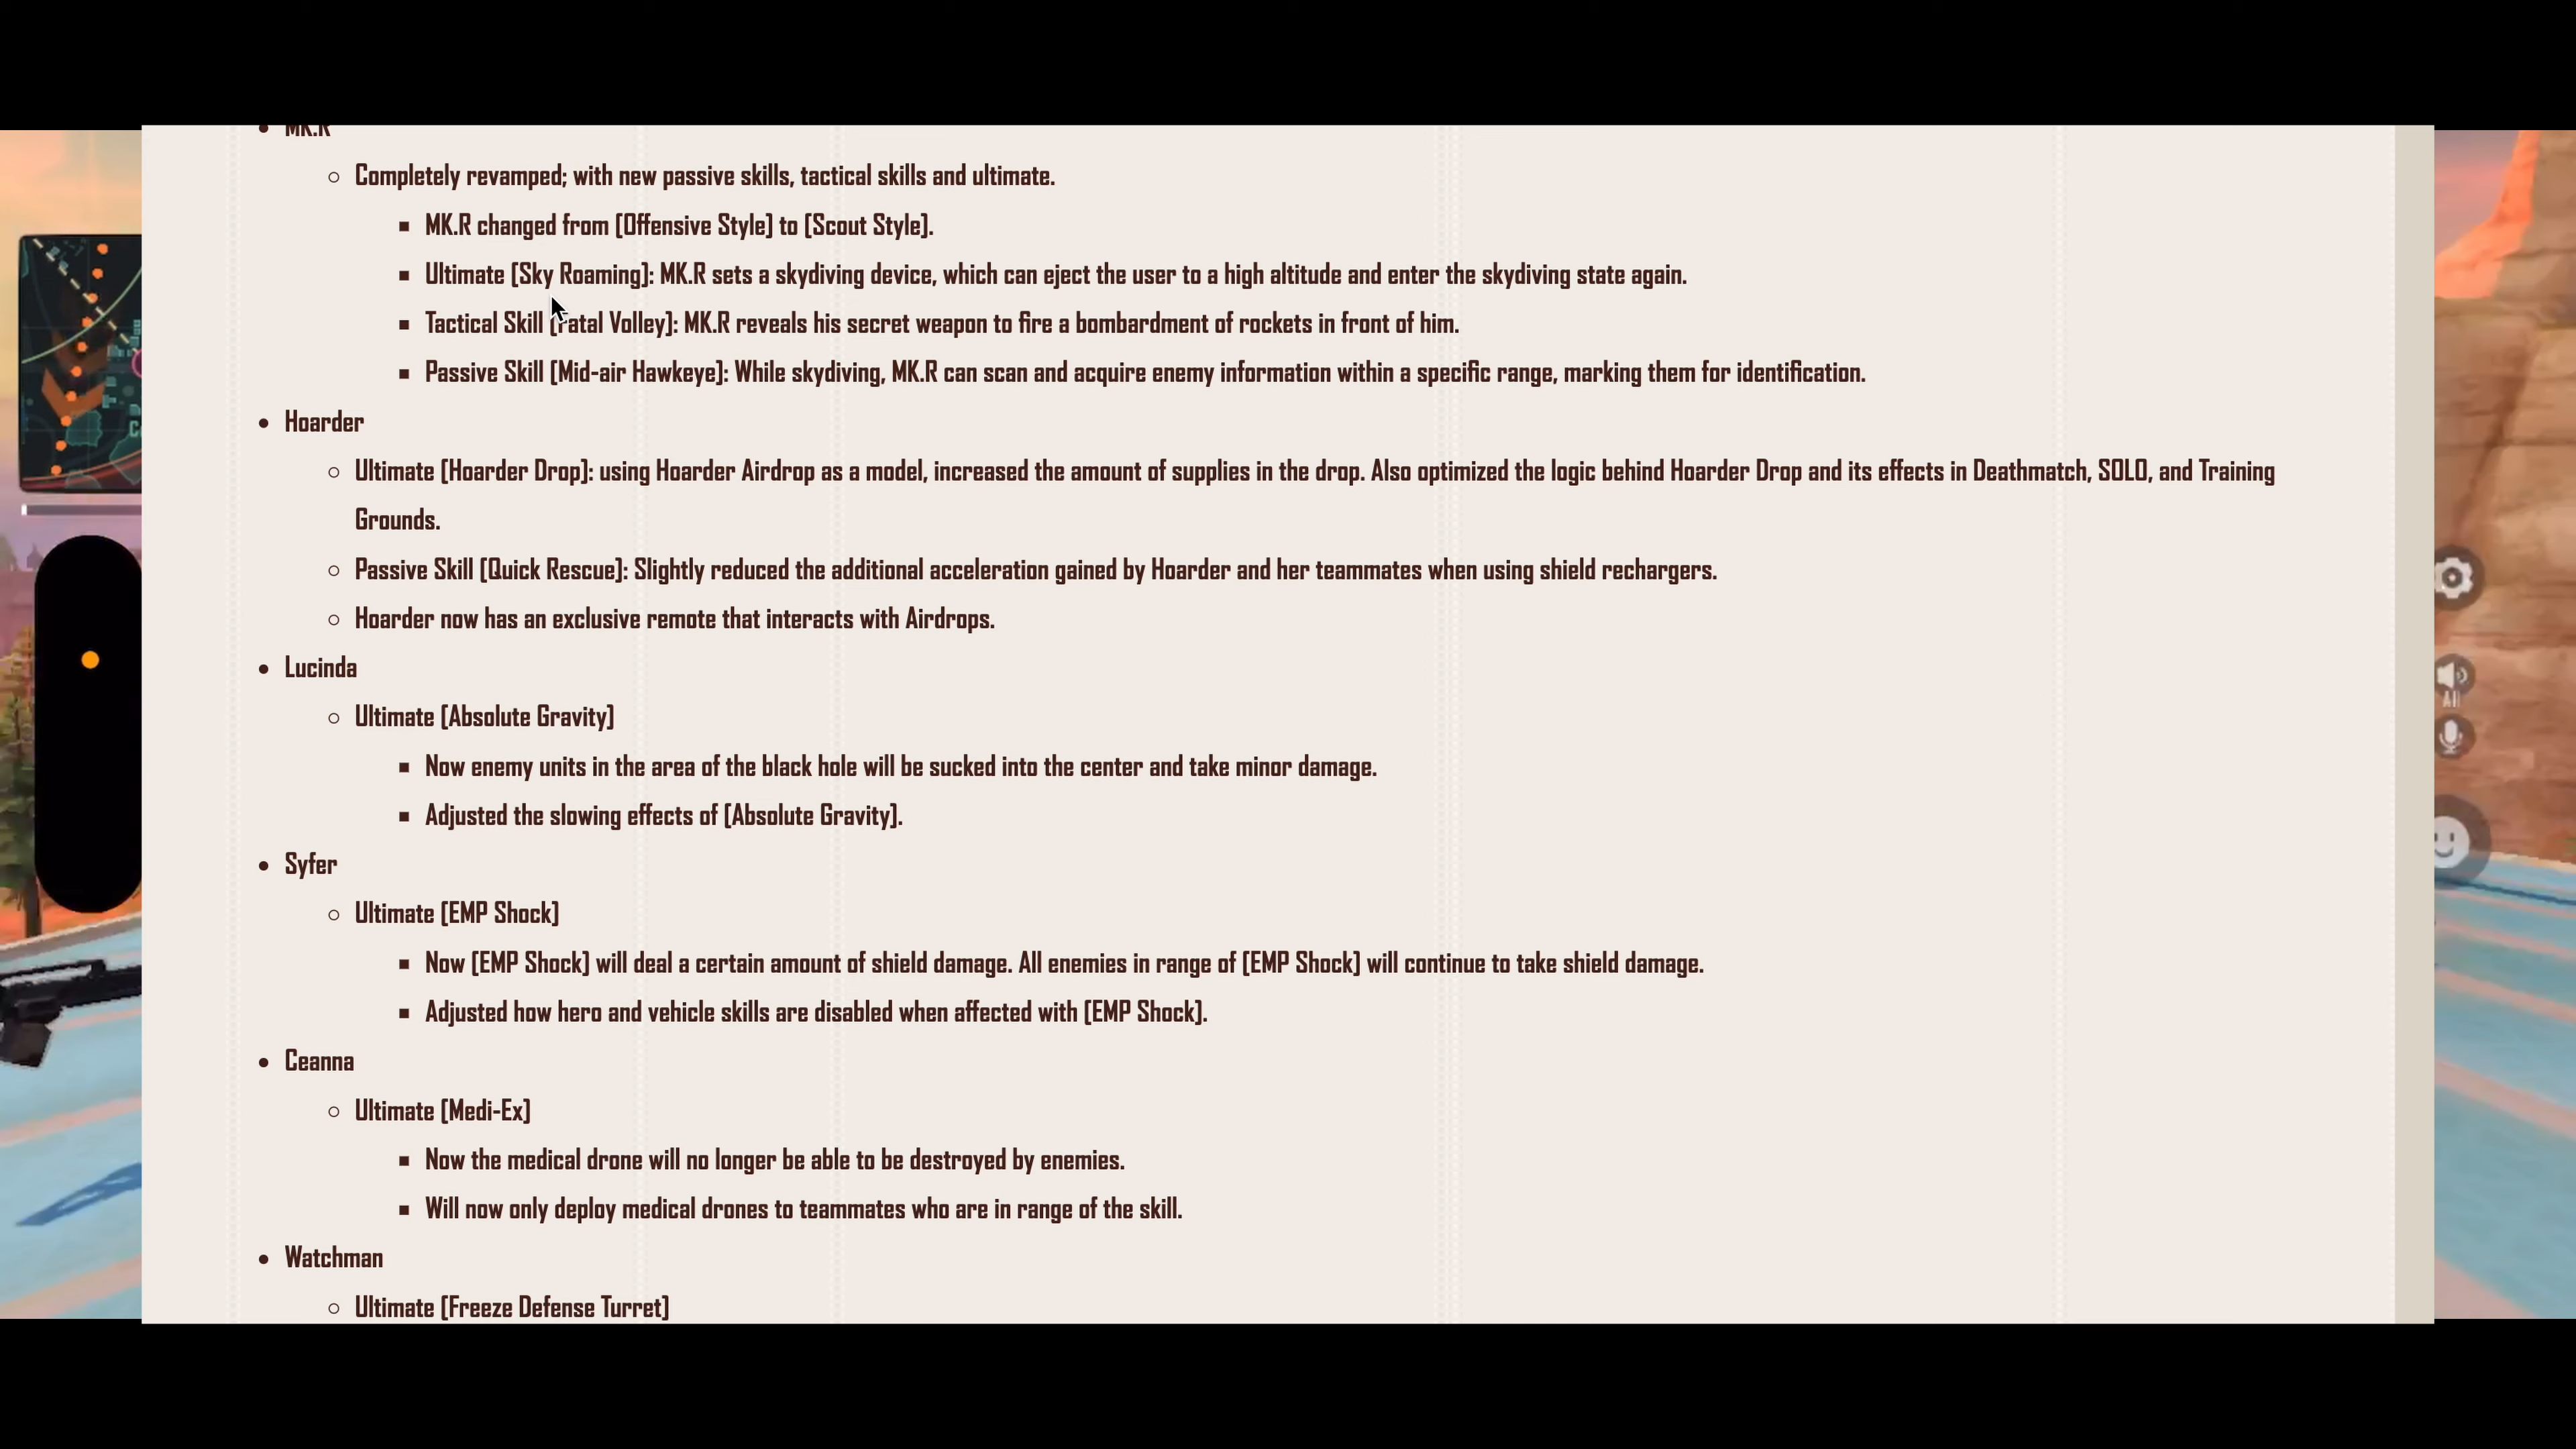 MK.R
Completely revamped; with new passive skills, tactical skills and ultimate.
MK.R changed from [Offensive Style] to [Scout Style].
Ultimate [Sky Roaming]: MK.R sets a skydiving device, which can eject the user to a high altitude and enter the skydiving state again.
Tactical Skill [Fatal Volley]: MK.R reveals his secret weapon to fire a bombardment of rockets in front of him.
Passive Skill [Mid-air Hawkeye]: While skydiving, MK.R can scan and acquire enemy information within a specific range, marking them for identification.
Hoarder
Ultimate [Hoarder Drop]: using Hoarder Airdrop as a model, increased the amount of supplies in the drop. Also optimized the logic behind Hoarder Drop and its effects in Deathmatch, SOLO, and Training
Grounds.
Passive Skill [Quick Rescue]: Slightly reduced the additional acceleration gained by Hoarder and her teammates when using shield rechargers.
Hoarder now has an exclusive remote that interacts with Airdrops.
Lucinda
Ultimate [Absolute Gravity]
Now enemy units in the area of the black hole will be sucked into the center and take minor damage.
Adjusted the slowing effects of [Absolute Gravity].
Syfer
Ultimate [EMP Shock]
Now [EMP Shock] will deal a certain amount of shield damage. All enemies in range of [EMP Shock] will continue to take shield damage.
Adjusted how hero and vehicle skills are disabled when affected with [EMP Shock].
Ceanna
Ultimate [Medi-Ex]
Now the medical drone will no longer be able to be destroyed by enemies.
Will now only deploy medical drones to teammates who are in range of the skill.
Watchman
Ultimate [Freeze Defense Turret]